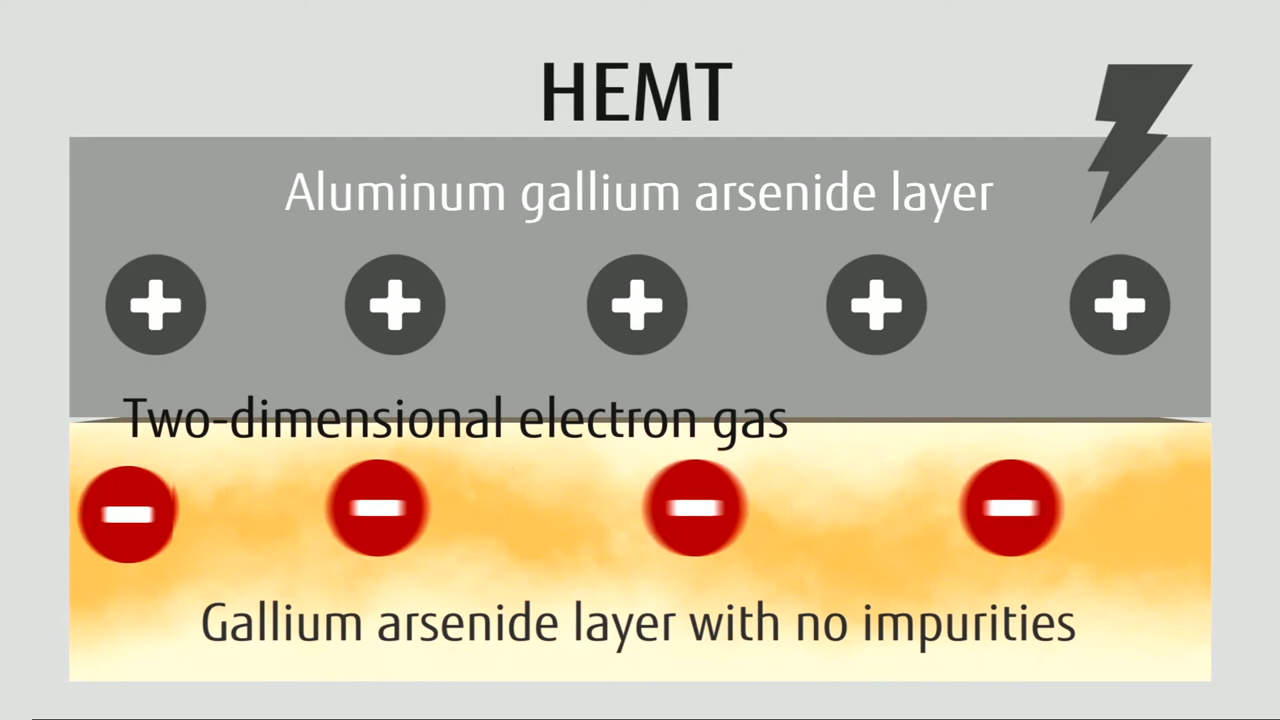 HEMT
Aluminum gallium arsenide layer
Two-dimensional electron gas
Gallium arsenide layer with no impurities